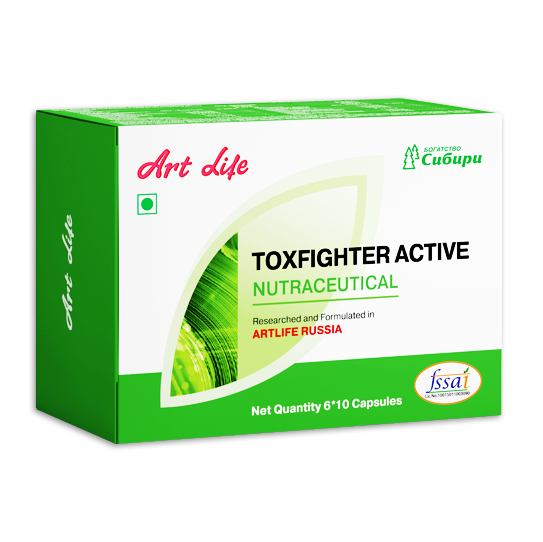 Art Life
БОГАТСТВО
Сибири
TOXFIGHTER ACTIVE
NUTRACEUTICAL
Researched and Formulated in
ARTLIFE RUSSIA
fssai
Net Quantity 6*10 Capsules
Art Life